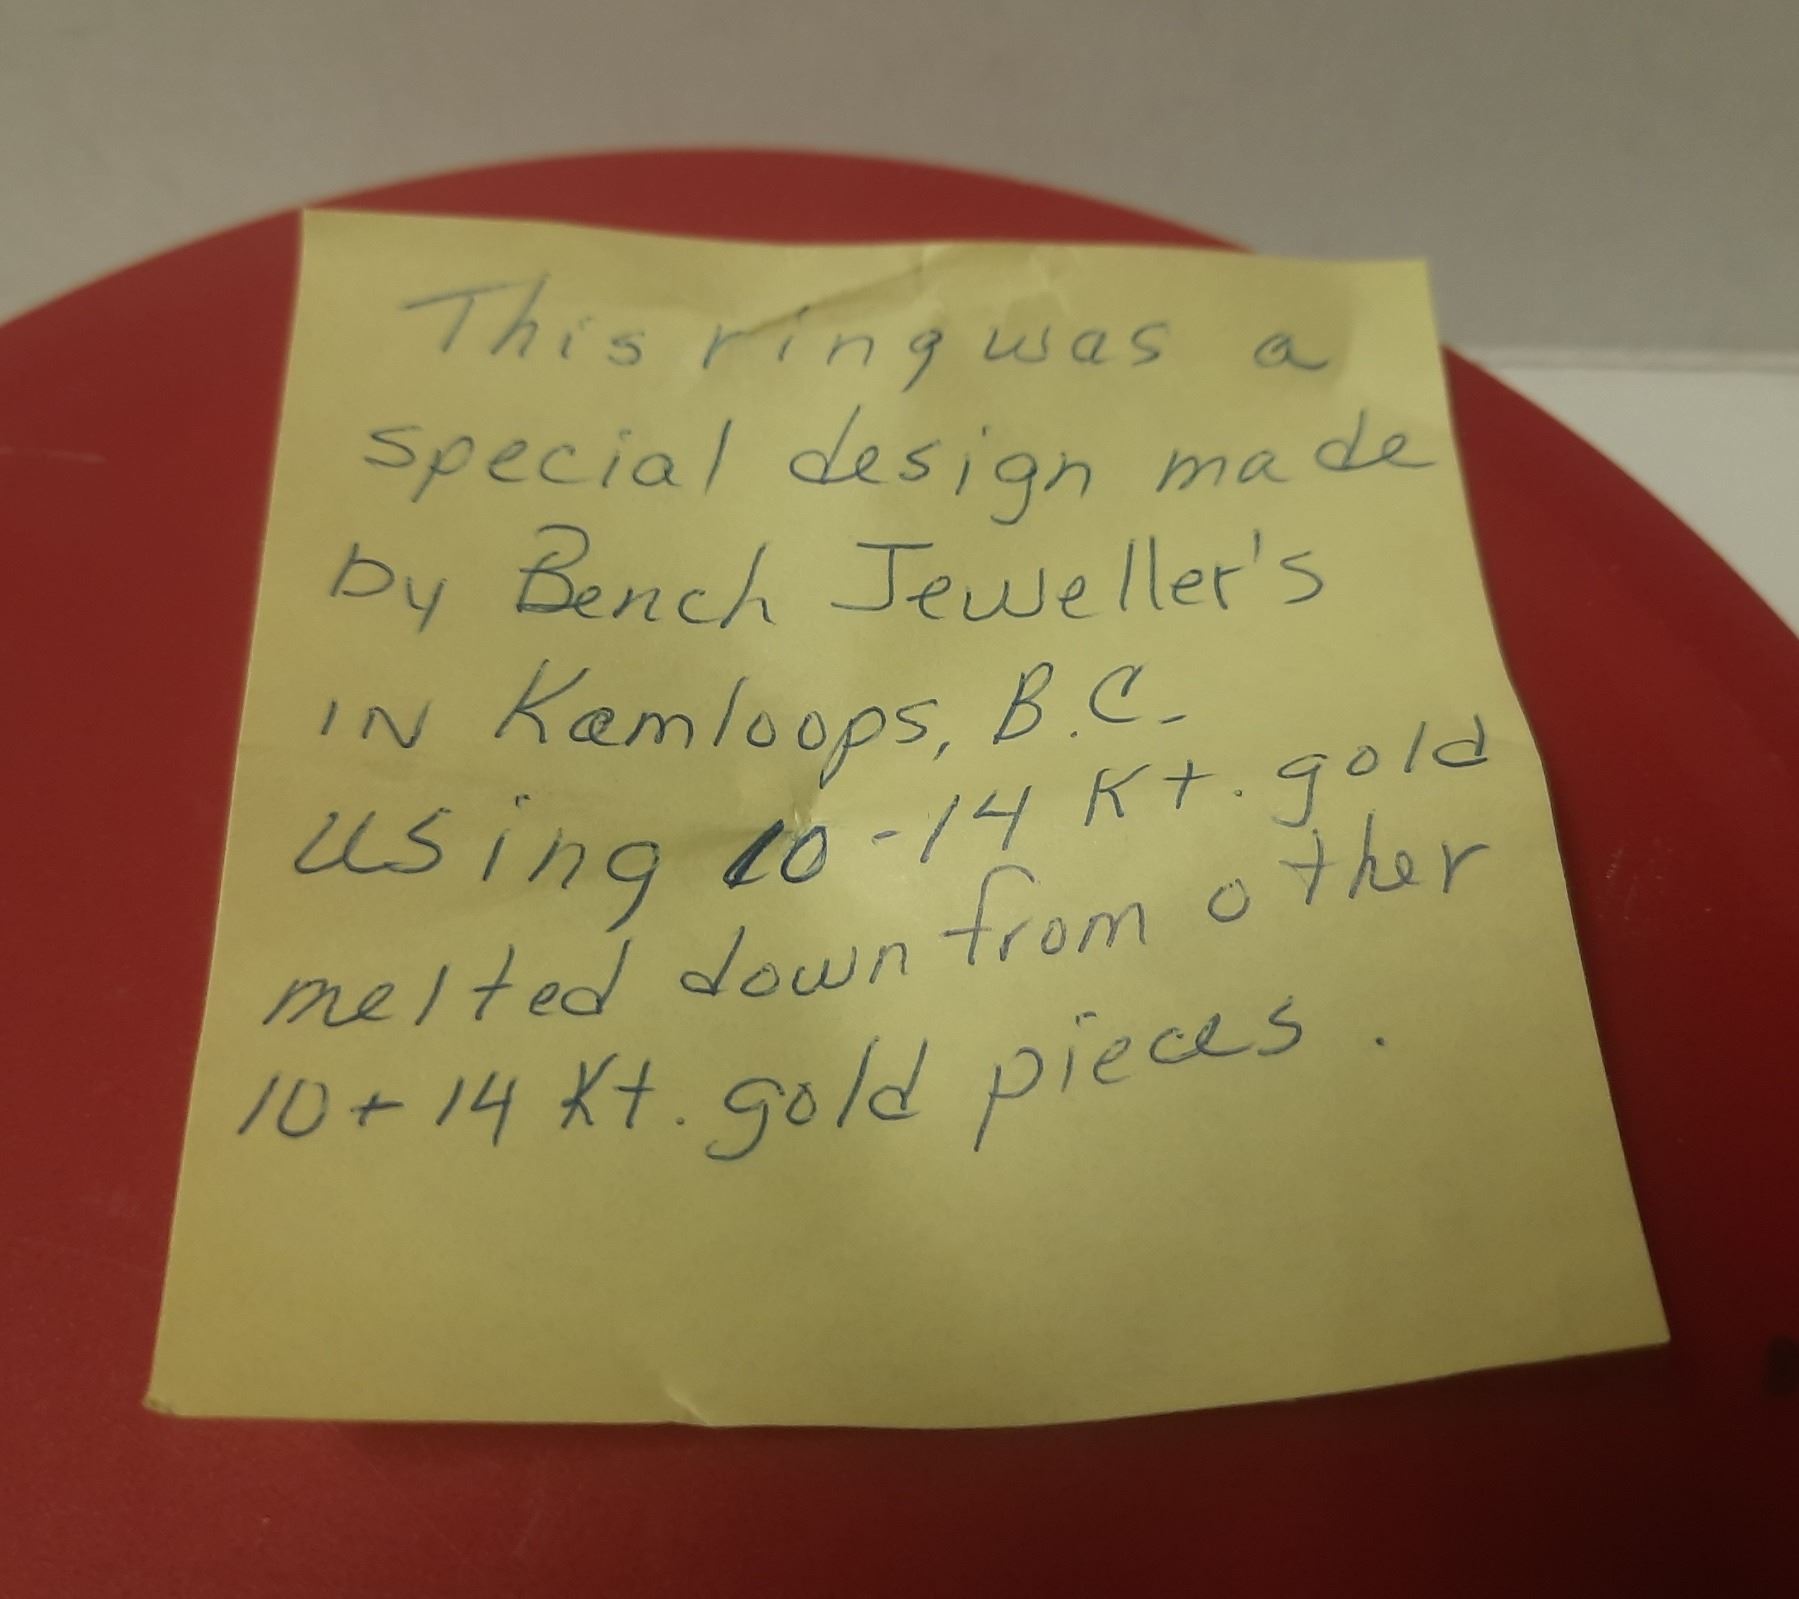 This ring was a
special design made
by Bench Jeweller's
IN Kamloops, B.C.
using 10-14 Kt. gold
melted down from other
10 + 14 Kt. gold pieces.